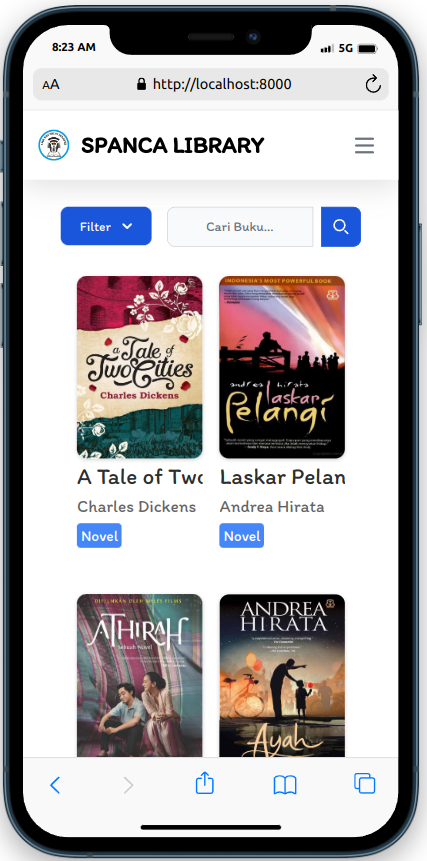 8:23 AM
5G
AA
http://localhost:8000
SPANCA LIBRARY
Filter
Cari Buku...
a Tale of
Two Cities
Charles Dickens
INDONESIA'S MOST POWERFUL BOOK
andrea hirata
laskar
Pelangi
A Tale of Two
Laskar Pelan
Charles Dickens
Andrea Hirata
Novel
Novel
ATHIRAH
Sebuah Novel
ANDREA
HIRATA
Ayah